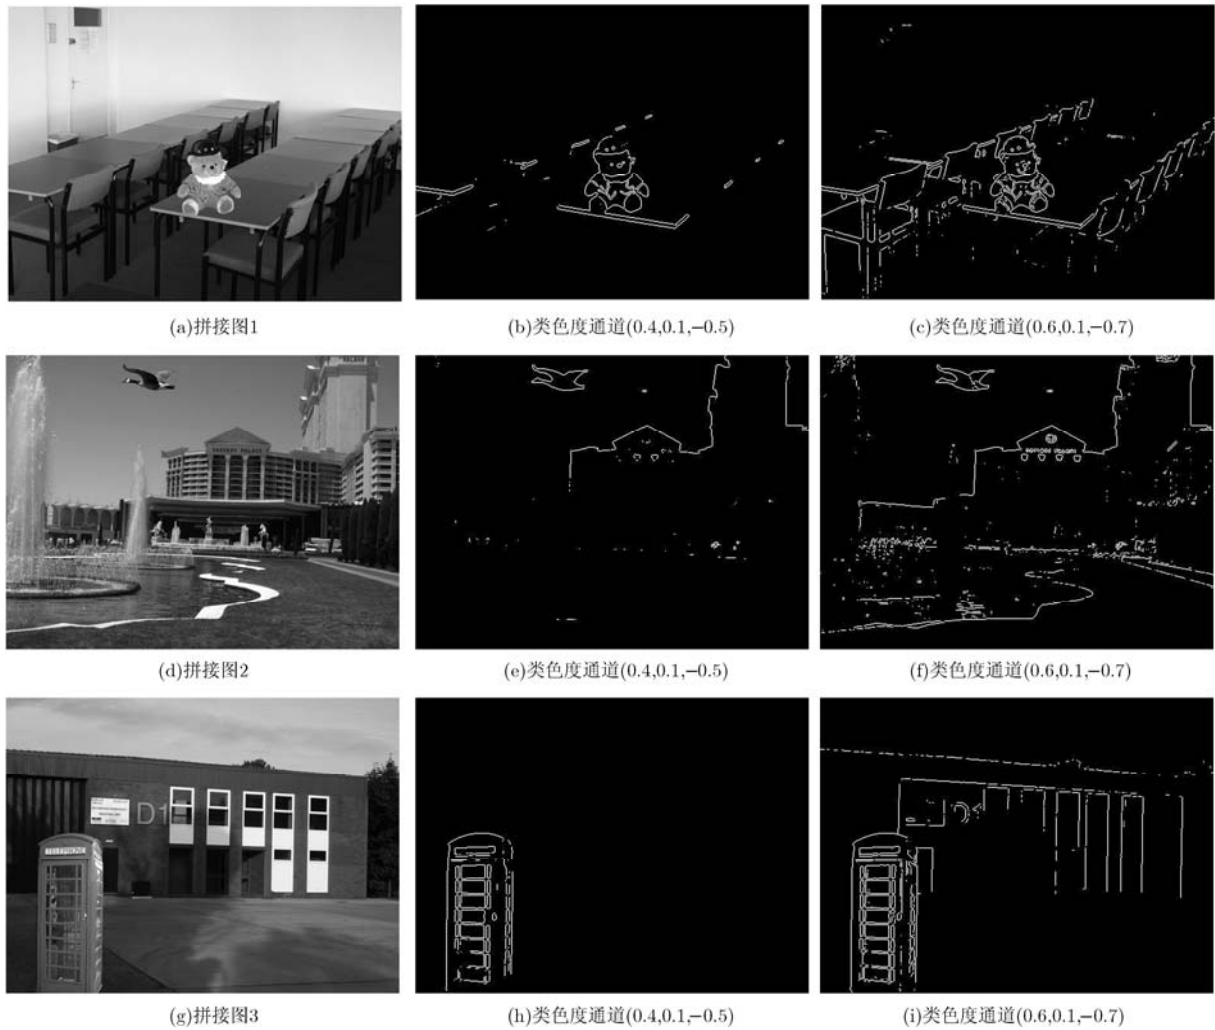 (a)拼接图1
(b)类色度通道(0.4,0.1,−0.5)
(c)类色度通道(0.6,0.1,−0.7)
(d)拼接图2
(e)类色度通道(0.4,0.1,−0.5)
(f)类色度通道(0.6,0.1,−0.7)
D1
TELEPHONE
(g)拼接图3
(h)类色度通道(0.4,0.1,−0.5)
D1
(i)类色度通道(0.6,0.1,−0.7)